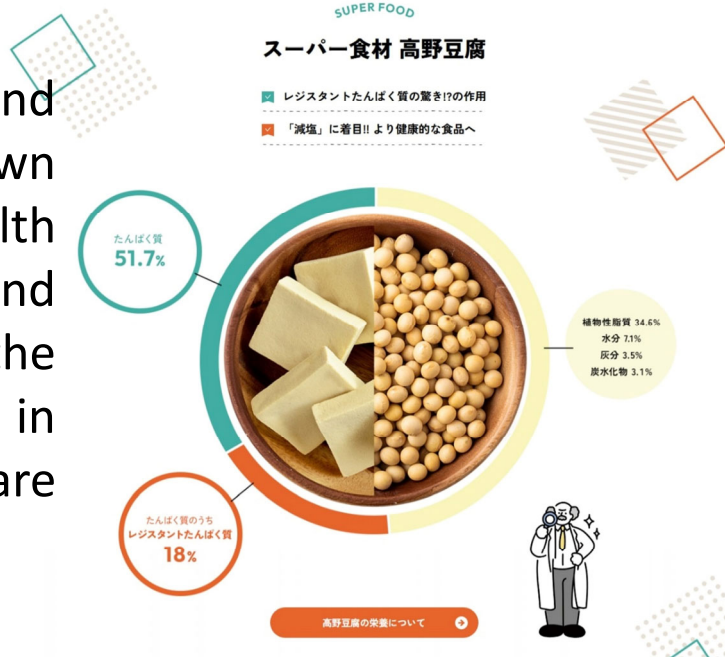 SUPER FOOD
スーパー食材 高野豆腐
レジスタントたんぱく質の驚き!?の作用
「減塩」に着目!! より健康的な食品へ
nd
wn
lth
nd
the
in
are
たんぱく質
51.7%
植物性脂質 34.6%
水分 7.1%
灰分 3.5%
炭水化物 3.1%
たんぱく質のうち
レジスタントたんぱく質
18%
高野豆腐の栄養について